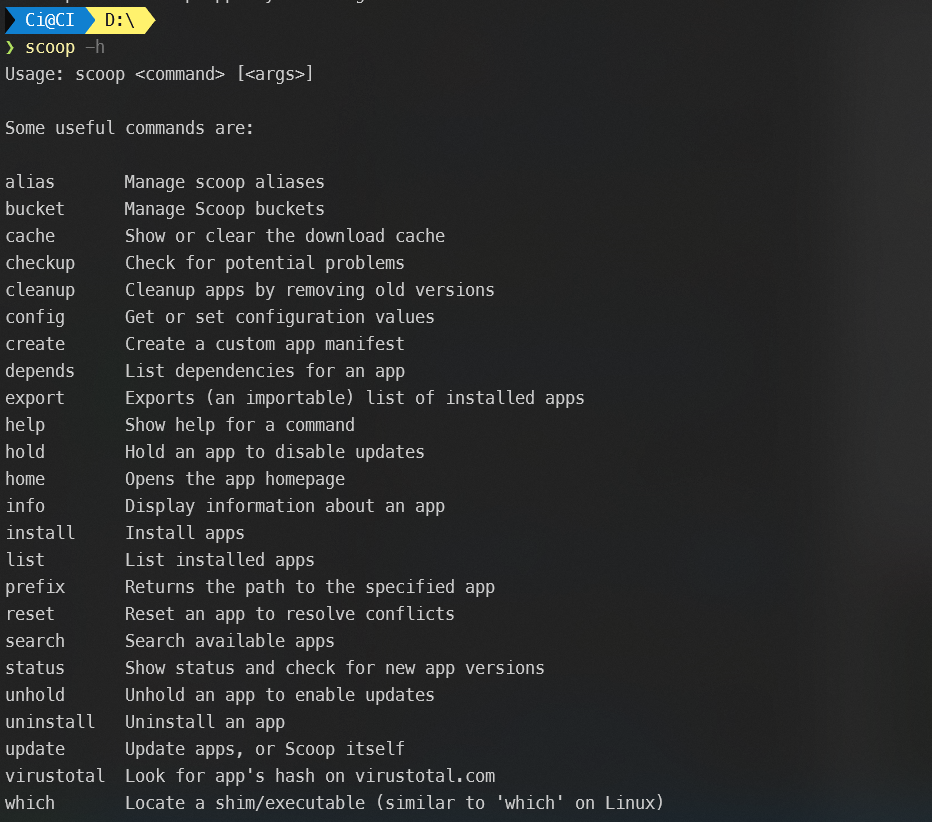 Ci@CI D:\
❯ scoop -h
Usage: scoop <command> [<args>]
Some useful commands are:
alias       Manage scoop aliases
bucket      Manage Scoop buckets
cache       Show or clear the download cache
checkup     Check for potential problems
cleanup     Cleanup apps by removing old versions
config      Get or set configuration values
create      Create a custom app manifest
depends     List dependencies for an app
export      Exports (an importable) list of installed apps
help        Show help for a command
hold        Hold an app to disable updates
home        Opens the app homepage
info        Display information about an app
install     Install apps
list        List installed apps
prefix      Returns the path to the specified app
reset       Reset an app to resolve conflicts
search      Search available apps
status      Show status and check for new app versions
unhold      Unhold an app to enable updates
uninstall   Uninstall an app
update      Update apps, or Scoop itself
virustotal  Look for app's hash on virustotal.com
which       Locate a shim/executable (similar to 'which' on Linux)